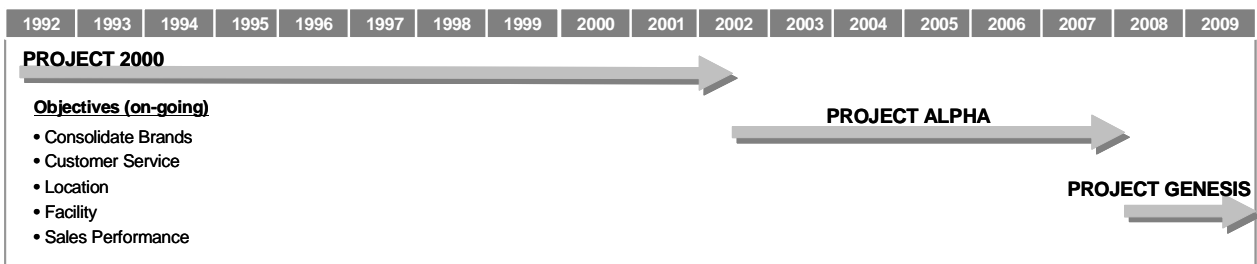 1992 1993 1994 1995 1996 1997 1998 1999 2000 2001 2002 2003 2004 2005 2006 2007 2008 2009
PROJECT 2000
Objectives (on-going)
• Consolidate Brands
• Customer Service
• Location
• Facility
• Sales Performance
PROJECT ALPHA
PROJECT GENESIS